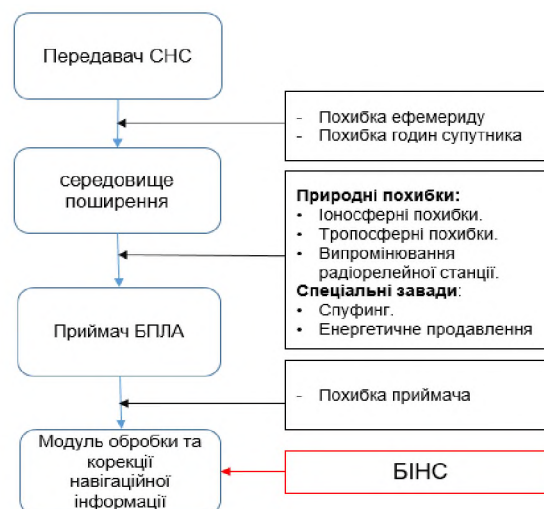 Передавач СНС
- Похибка ефемериду
- Похибка годин супутника
середовище
поширення
Природні похибки:
• Іоносферні похибки.
• Тропосферні похибки.
• Випромінювання
радіорелейної станції.
Спеціальні завади:
• Спуфинг.
• Енергетичне продавлення
Приймач БПЛА
- Похибка приймача
Модуль обробки та
корекції
навігаційної
інформації
БІНС